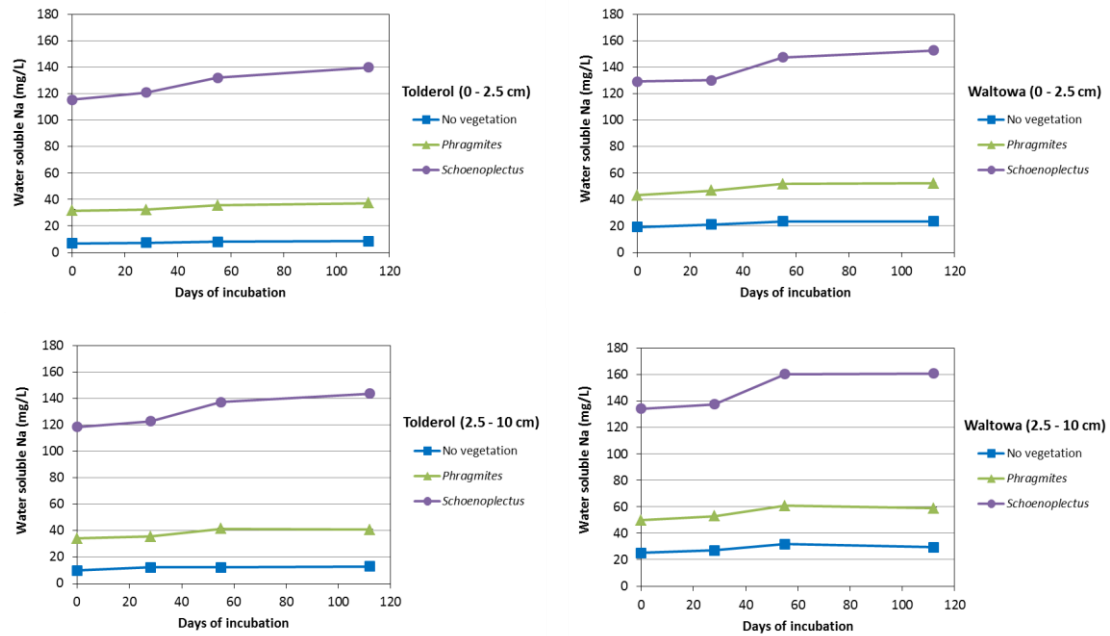 180
160
140
120
100
80
60
40
20
0
Water soluble Na (mg/L)
0 20 40 60 80 100 120
Days of incubation
Tolderol (0 - 2.5 cm)
No vegetation
Phragmites
Schoenoplectus
180
160
140
120
100
80
60
40
20
0
Water soluble Na (mg/L)
0 20 40 60 80 100 120
Days of incubation
Waltowa (0 - 2.5 cm)
No vegetation
Phragmites
Schoenoplectus
180
160
140
120
100
80
60
40
20
0
Water soluble Na (mg/L)
0 20 40 60 80 100 120
Days of incubation
Tolderol (2.5 - 10 cm)
No vegetation
Phragmites
Schoenoplectus
180
160
140
120
100
80
60
40
20
0
Water soluble Na (mg/L)
0 20 40 60 80 100 120
Days of incubation
Waltowa (2.5 - 10 cm)
No vegetation
Phragmites
Schoenoplectus